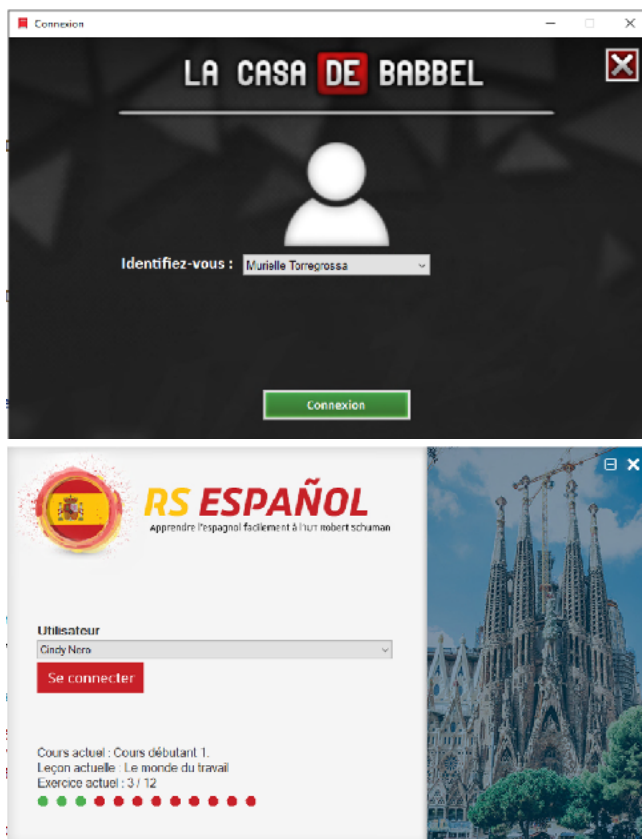 Connexion
LA CASA DE BABBEL
Identifiez-vous :
Murielle Torregrossa
Connexion
RS ESPAÑOL
Apprendre l'espagnol facilement à l'IUT Robert Schuman
Utilisateur
Cindy Nero
Se connecter
Cours actuel : Cours débutant 1.
Leçon actuelle : Le monde du travail
Exercice actuel : 3 / 12